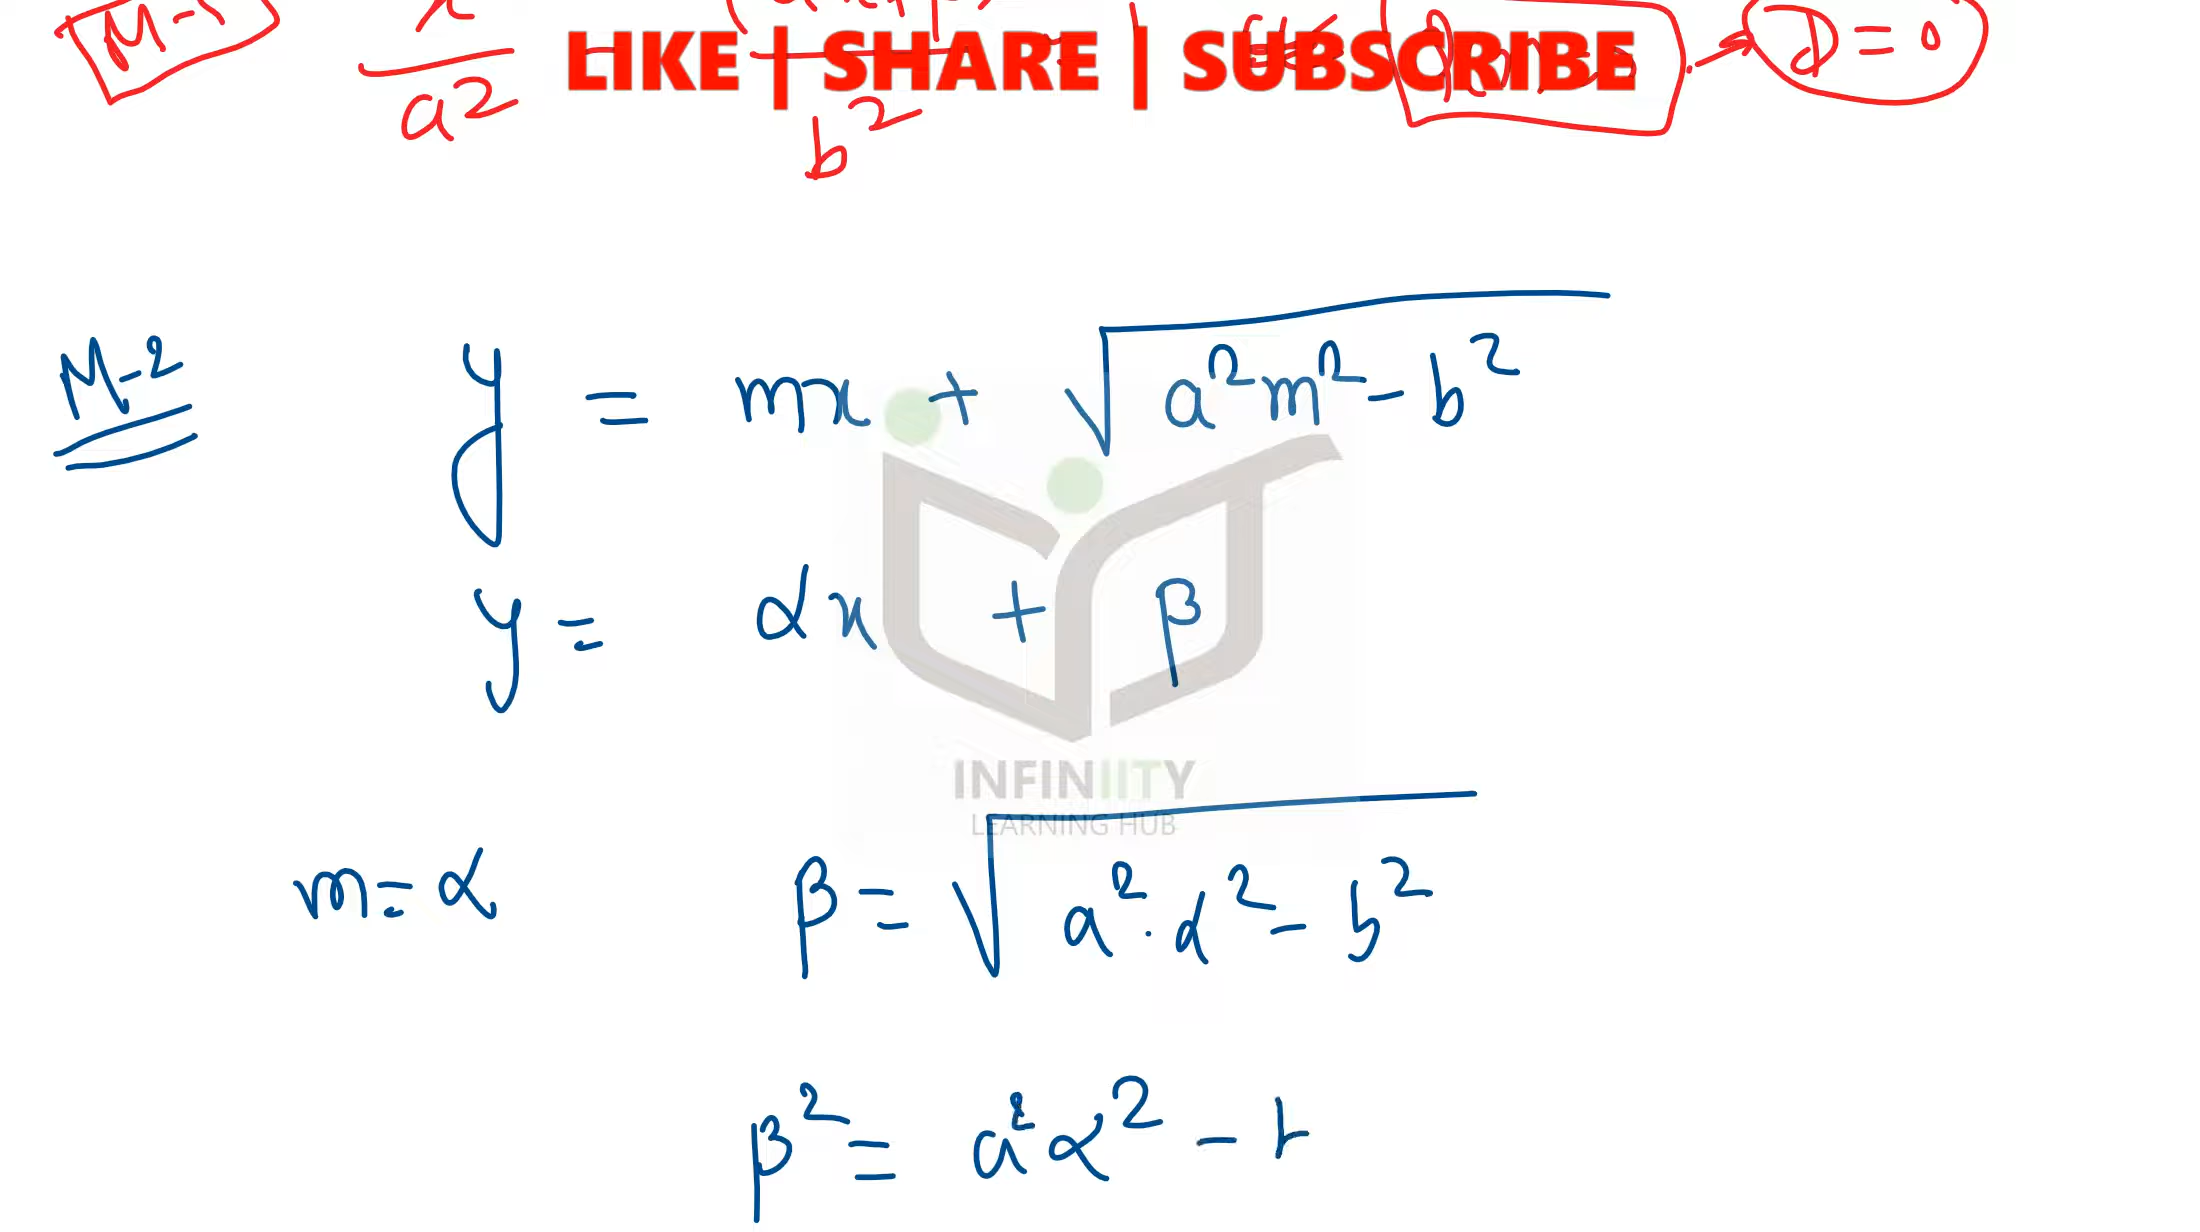 M-1
a² b² D = 0
LIKE | SHARE | SUBSCRIBE
M-2 y = mx + √a²m² - b²
y = αx + β
INFINIITY
LEARNING HUB
m = α β = √a².α² - b²
β² = a²α² -